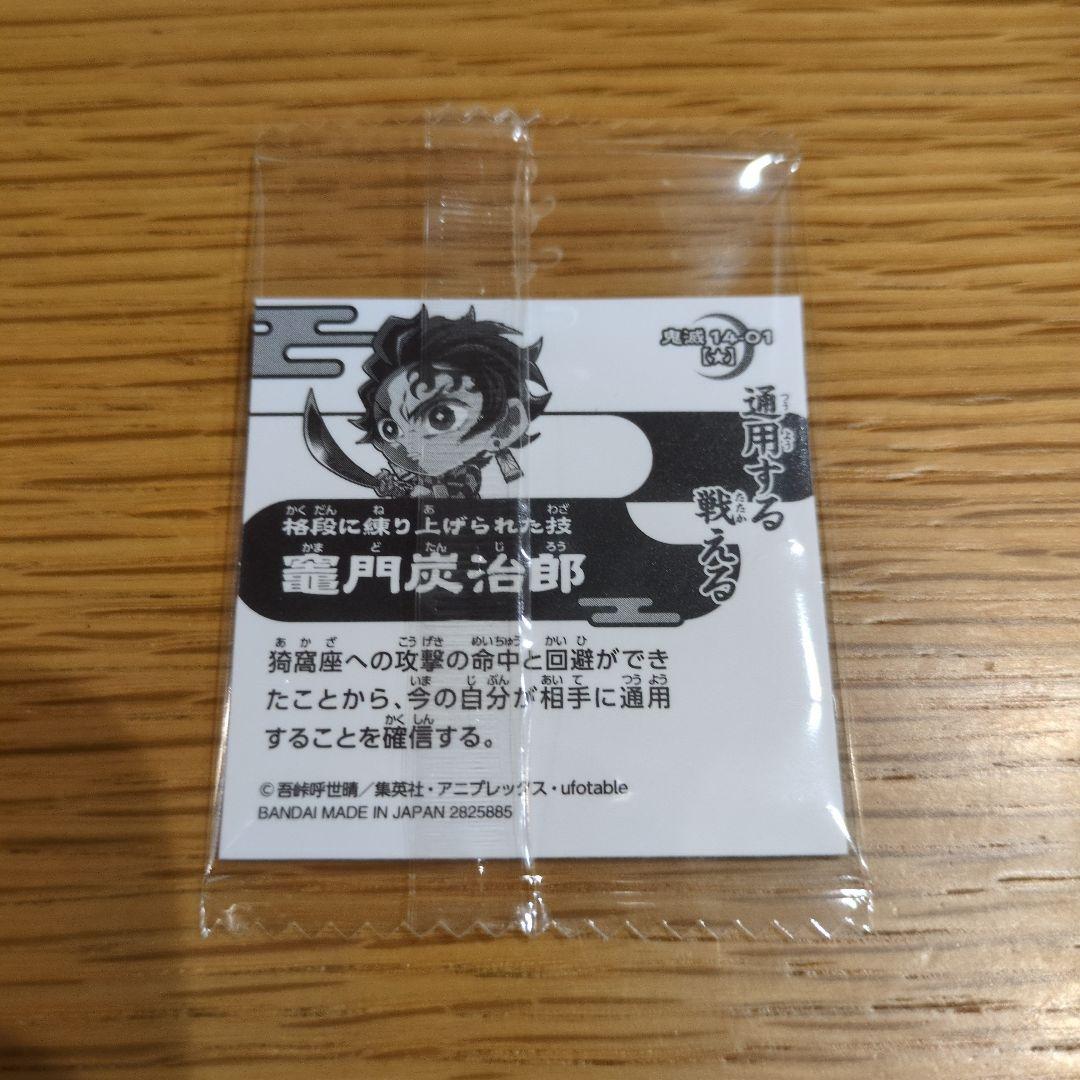 鬼滅 14-01
【大】
通用する
戦える
格段に練り上げられた技
竈門炭治郎
猗窩座への攻撃の命中と回避ができ
たことから、今の自分が相手に通用
することを確信する。
©吾峠呼世晴／集英社・アニプレックス・ufotable
BANDAI MADE IN JAPAN 2825885